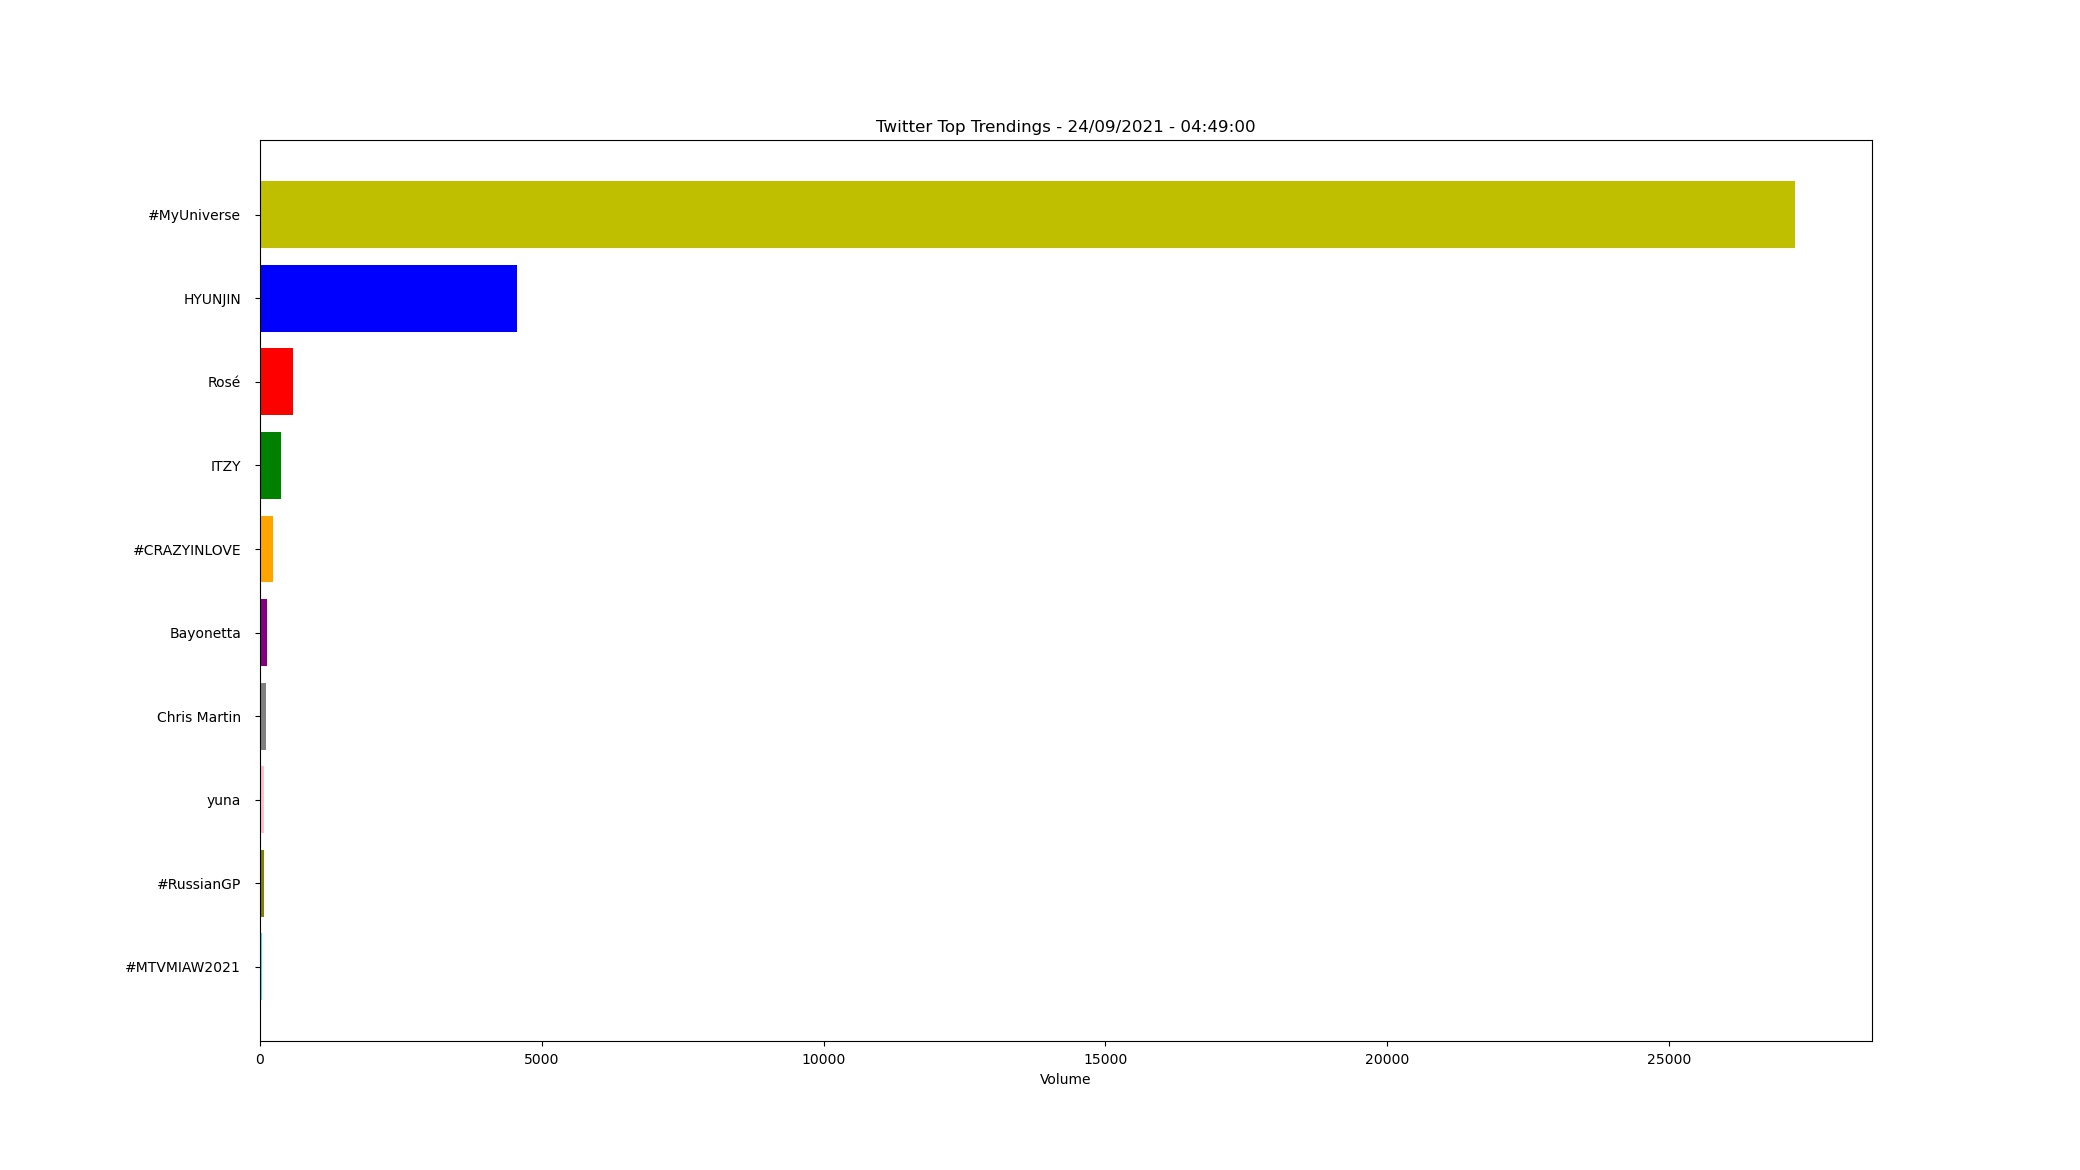 Twitter Top Trendings - 24/09/2021 - 04:49:00
#MyUniverse
HYUNJIN
Rosé
ITZY
#CRAZYINLOVE
Bayonetta
Chris Martin
yuna
#RussianGP
#MTVMIAW2021
0 5000 10000 15000 20000 25000
Volume